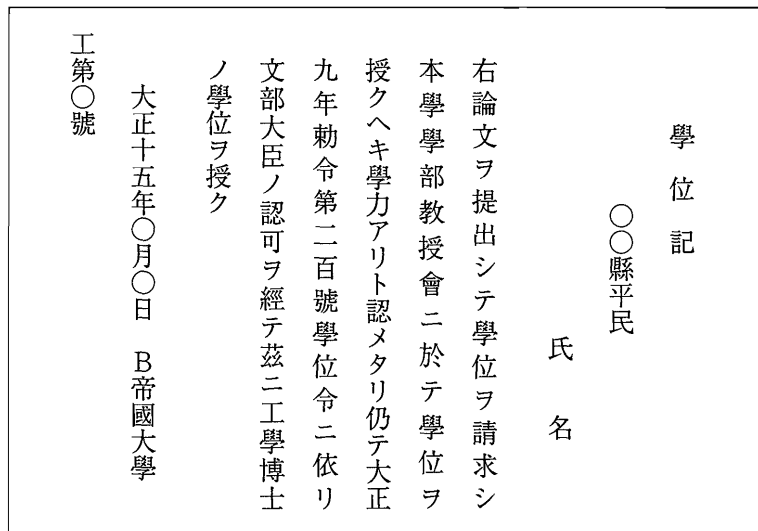 學位記
〇〇縣平民
氏名
右論文ヲ提出シテ學位ヲ請求シ
本學學部教授會ニ於テ學位ヲ
授クヘキ學力アリト認メタリ仍テ大正
九年勅令第二百號學位令ニ依リ
文部大臣ノ認可ヲ經テ茲ニ工學博士
ノ學位ヲ授ク
大正十五年〇月〇日 B帝國大學
工第〇號